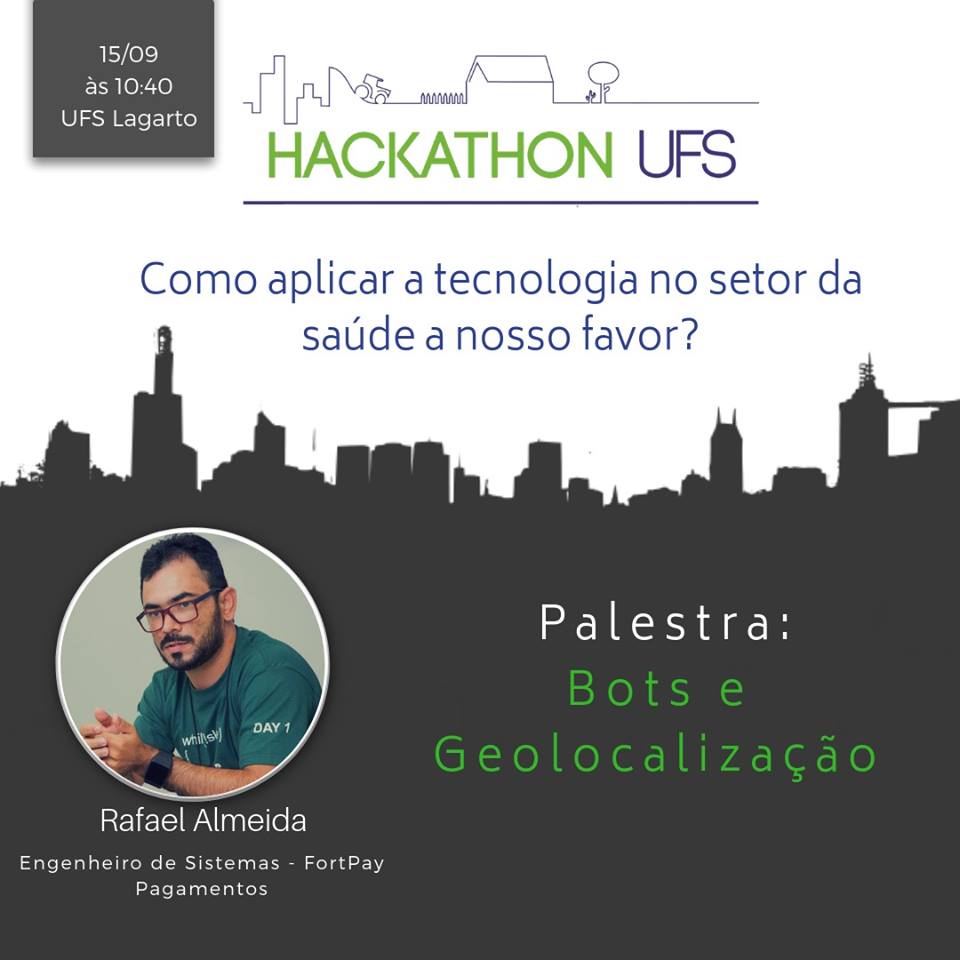 15/09
às 10:40
UFS Lagarto
HACKATHON UFS
Como aplicar a tecnologia no setor da
saúde a nosso favor?
Palestra:
Bots e
Geolocalização
DAY 1
Rafael Almeida
Engenheiro de Sistemas - FortPay
Pagamentos